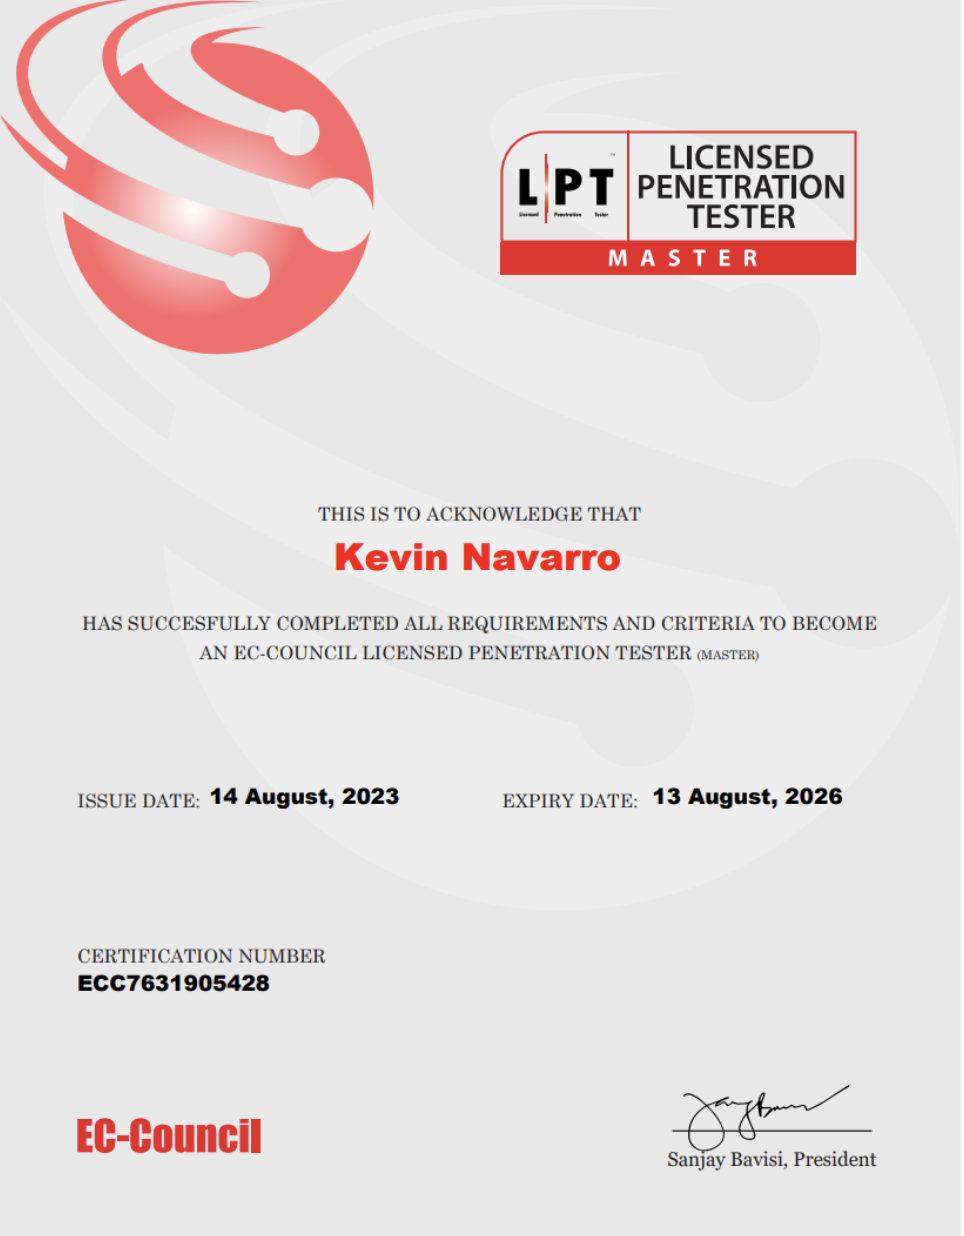 L|PT
™
Licensed Penetration Tester
LICENSED
PENETRATION
TESTER
MASTER
THIS IS TO ACKNOWLEDGE THAT
Kevin Navarro
HAS SUCCESFULLY COMPLETED ALL REQUIREMENTS AND CRITERIA TO BECOME
AN EC-COUNCIL LICENSED PENETRATION TESTER (MASTER)
ISSUE DATE: 14 August, 2023
EXPIRY DATE: 13 August, 2026
CERTIFICATION NUMBER
ECC7631905428
EC-Council
Sanjay Bavisi, President